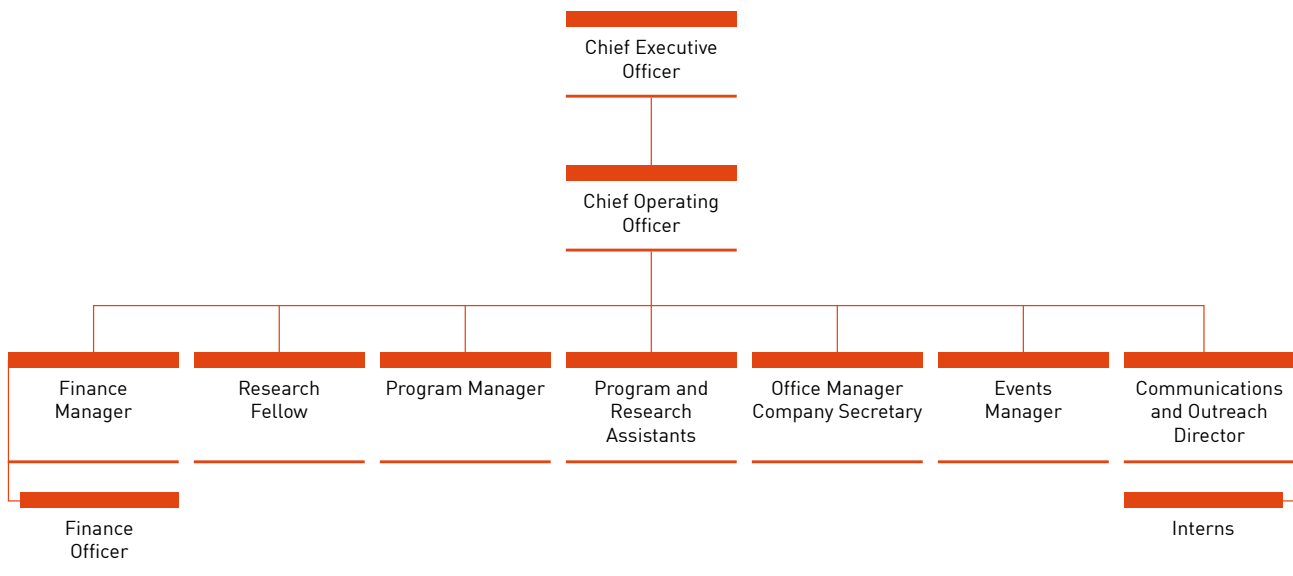 Chief Executive
Officer
Chief Operating
Officer
Finance
Manager
Research
Fellow
Program Manager
Program and
Research
Assistants
Office Manager
Company Secretary
Events
Manager
Communications
and Outreach
Director
Finance
Officer
Interns